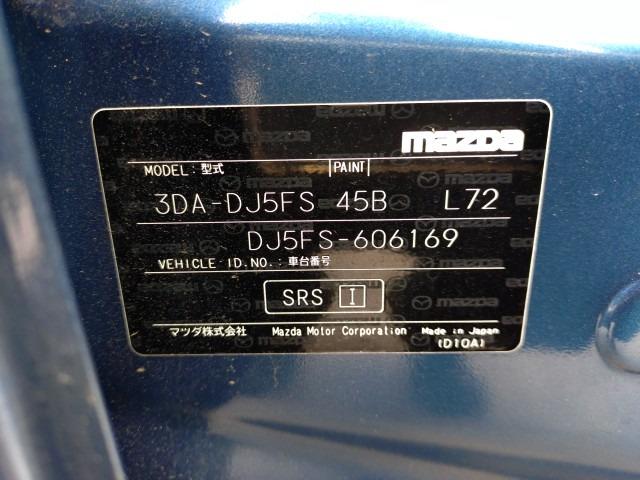 mazda
MODEL:型式 PAINT
3DA-DJ5FS 45B L72
DJ5FS-606169
VEHICLE ID.NO.:車台番号
SRS I
マツダ株式会社 Mazda Motor Corporation Made in Japan
(D10A)